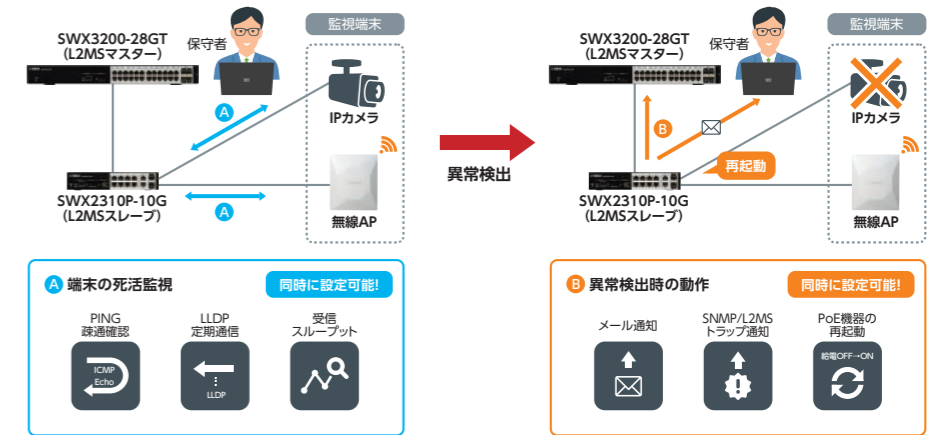 SWX3200-28GT
(L2MSマスター)
保守者
監視端末
IPカメラ
A
A
SWX2310P-10G
(L2MSスレーブ)
無線AP
異常検出
SWX3200-28GT
(L2MSマスター)
保守者
監視端末
IPカメラ
B
再起動
SWX2310P-10G
(L2MSスレーブ)
無線AP
A 端末の死活監視
同時に設定可能!
PING
疎通確認
ICMP
Echo
LLDP
定期通信
LLDP
受信
スループット
B 異常検出時の動作
同時に設定可能!
メール通知
SNMP/L2MS
トラップ通知
PoE機器の
再起動
給電OFF→ON